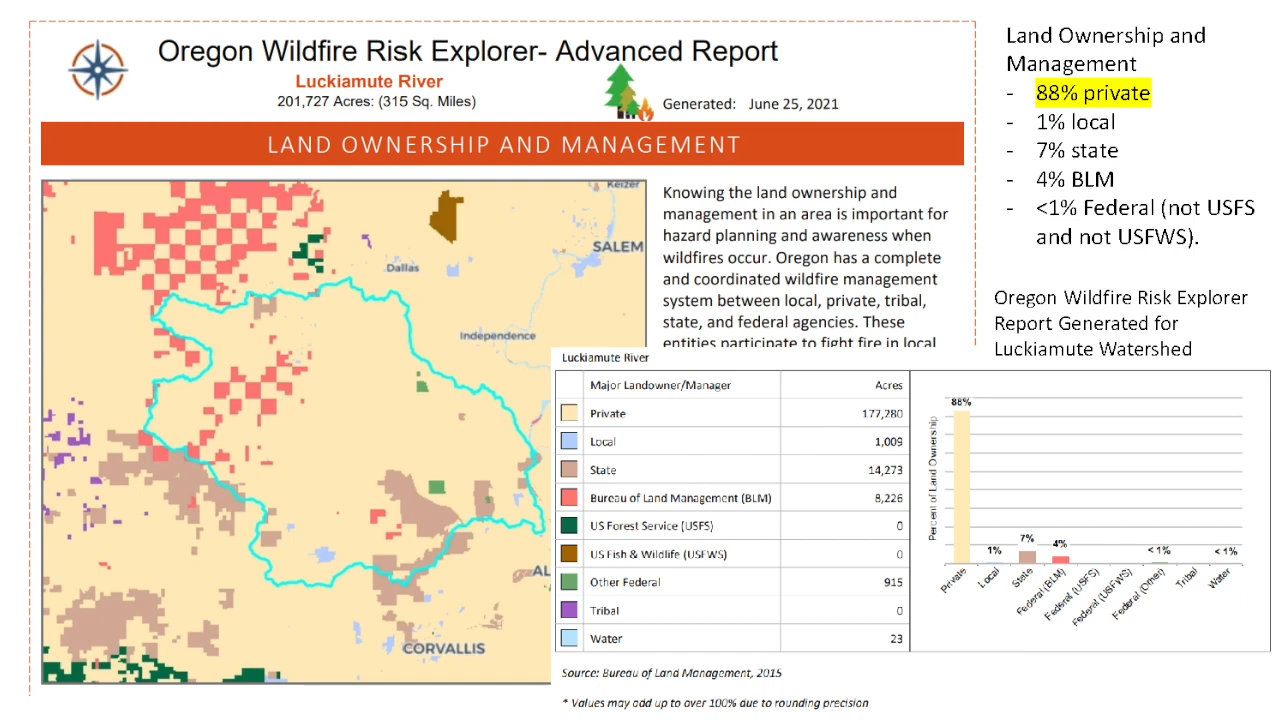 Oregon Wildfire Risk Explorer- Advanced Report
Luckiamute River
201,727 Acres: (315 Sq. Miles)
Generated: June 25, 2021
LAND OWNERSHIP AND MANAGEMENT
Keizer
SALEM
Dallas
Independence
AL
CORVALLIS
Knowing the land ownership and
management in an area is important for
hazard planning and awareness when
wildfires occur. Oregon has a complete
and coordinated wildfire management
system between local, private, tribal,
state, and federal agencies. These
entities participate to fight fire in local
Land Ownership and
Management
- 88% private
- 1% local
- 7% state
- 4% BLM
- <1% Federal (not USFS
and not USFWS).
Oregon Wildfire Risk Explorer
Report Generated for
Luckiamute Watershed
Luckiamute River
Major Landowner/Manager Acres
Private 177,280
Local 1,009
State 14,273
Bureau of Land Management (BLM) 8,226
US Forest Service (USFS) 0
US Fish & Wildlife (USFWS) 0
Other Federal 915
Tribal 0
Water 23
Percent of Land Ownership
88%
1%
7%
4%
< 1%
< 1%
Private
Local
State
Federal (BLM)
Federal (USFS)
Federal (USFWS)
Federal (Other)
Tribal
Water
Source: Bureau of Land Management, 2015
* Values may add up to over 100% due to rounding precision